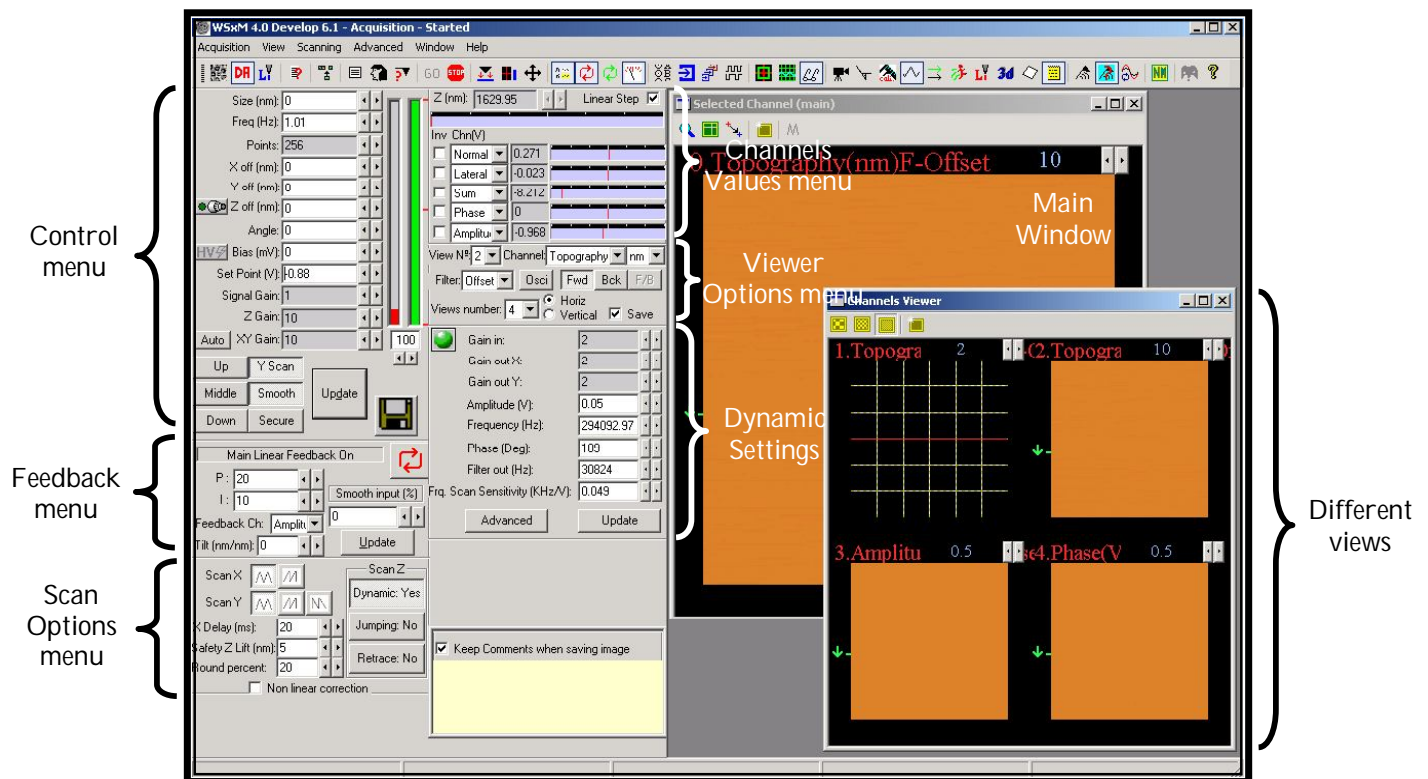 WSxM 4.0 Develop 6.1 - Acquisition - Started
Acquisition View Scanning Advanced Window Help
DA LI GO STOP 3d LI NM ?
Control menu
Size (nm): 0
Freq (Hz): 1.01
Points: 256
X off (nm): 0
Y off (nm): 0
Z off (nm): 0
Angle: 0
HV Bias (mV): 0
Set Point (V): -0.88
Signal Gain: 1
Z Gain: 10
Auto XY Gain: 10
100
Up Y Scan
Middle Smooth Update
Down Secure
Feedback menu
Main Linear Feedback On
P : 20
I : 10
Smooth input (%)
0
Feedback Ch: Amplitu
Tilt (nm/nm): 0
Update
Scan Options menu
Scan X
Scan Y
Scan Z
Dynamic: Yes
Jumping: No
Retrace: No
X Delay (ms): 20
Safety Z Lift (nm): 5
Round percent: 20
Non linear correction
Z (nm): 1629.95 Linear Step
Inv Chn(V)
Normal 0.271
Lateral -0.023
Sum -8.212
Phase 0
Amplitu -0.968
Channels Values menu
View Nº: 2 Channel: Topography nm
Filter: Offset Osci Fwd Bck F/B
Views number: 4 Horiz Vertical Save
Viewer Options menu
Gain in: 2
Gain out X: 2
Gain out Y: 2
Amplitude (V): 0.05
Frequency (Hz): 294092.97
Phase (Deg): 109
Filter out (Hz): 30824
Frq. Scan Sensitivity (KHz/V): 0.049
Advanced Update
Dynamic Settings
Keep Comments when saving image
Selected Channel (main)
M
Topography(nm)F-Offset 10
Main Window
Channels Viewer
1.Topogra 2
2.Topogra 10
3.Amplitu 0.5
4.Phase(V 0.5
Different views